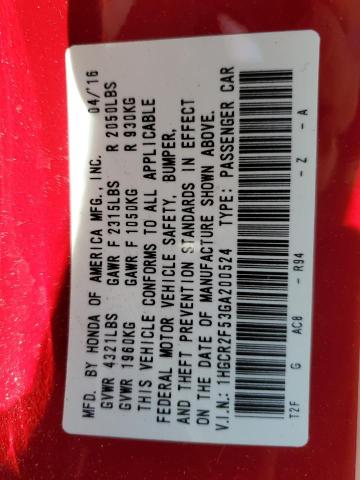 MFD. BY HONDA OF AMERICA MFG., INC. 04/16
GVWR 4321LBS GAWR F 2315LBS R 2050LBS
GVWR 1960KG GAWR F 1050KG R 930KG
THIS VEHICLE CONFORMS TO ALL APPLICABLE
FEDERAL MOTOR VEHICLE SAFETY, BUMPER,
AND THEFT PREVENTION STANDARDS IN EFFECT
ON THE DATE OF MANUFACTURE SHOWN ABOVE.
V.I.N.: 1HGCR2F53GA200524 TYPE: PASSENGER CAR
T2F G AC8 - R94 - Z - A